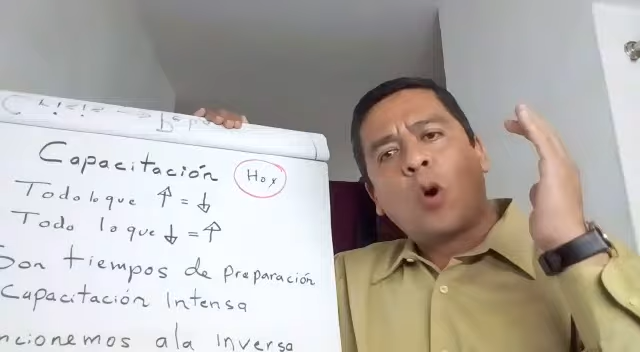 Capacitación
Hoy
Todo lo que ↑ = ↓
Todo lo que ↓ = ↑
Son tiempos de preparación
Capacitación Intensa
ncionemos a la inversa